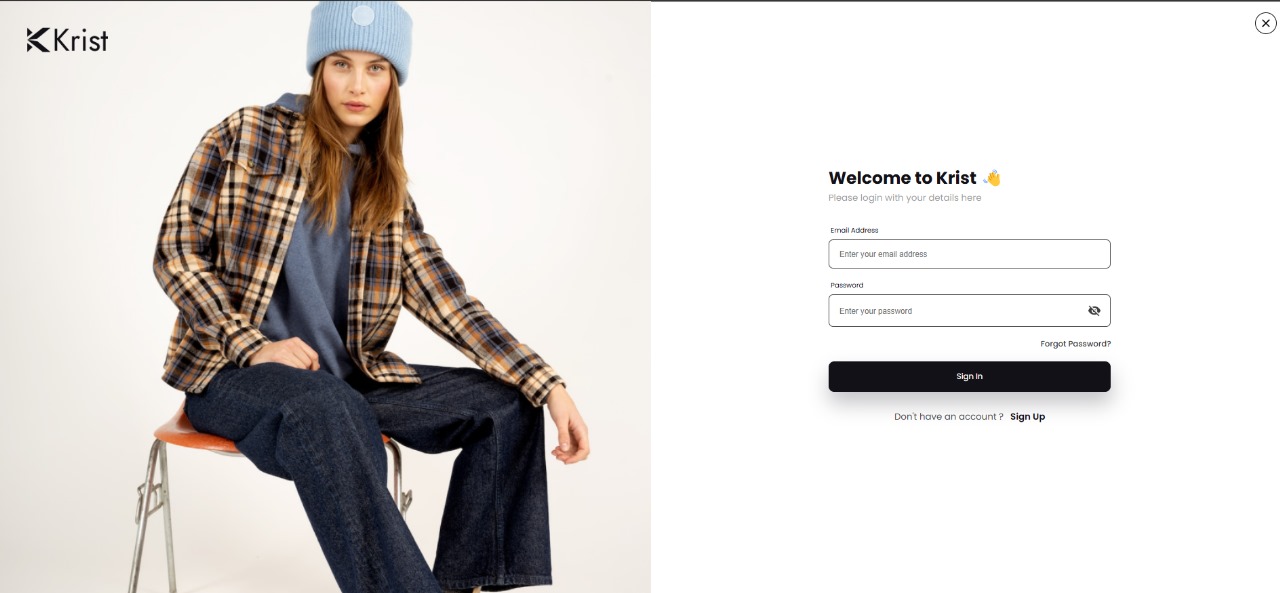 Krist
Welcome to Krist 👋
Please login with your details here
Email Address
Enter your email address
Password
Enter your password
Forgot Password?
Sign In
Don't have an account ? Sign Up